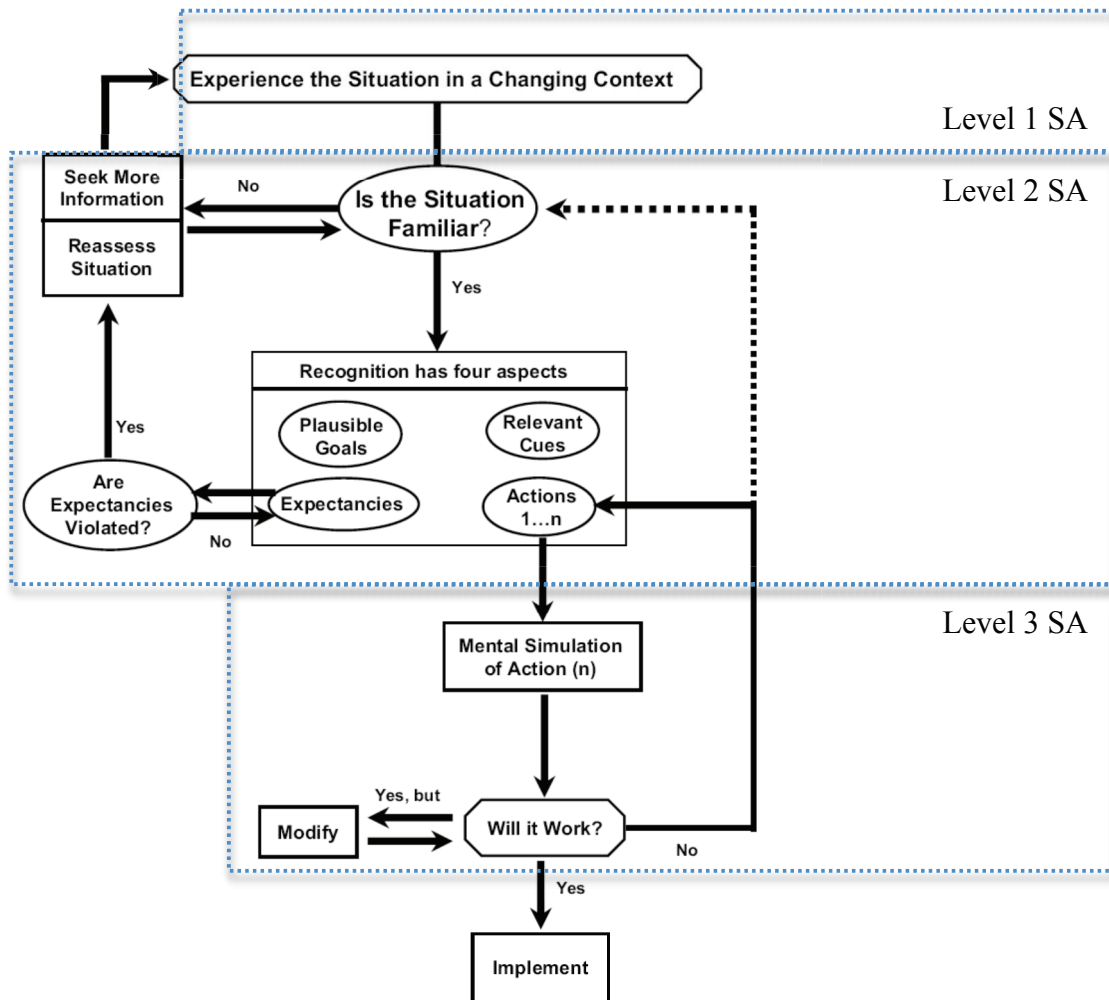 Experience the Situation in a Changing Context
Level 1 SA
Seek More
Information
No
Is the Situation
Familiar?
Level 2 SA
Reassess
Situation
Yes
Recognition has four aspects
Plausible
Goals
Relevant
Cues
Yes
Are
Expectancies
Violated?
Expectancies
Actions
1...n
No
Level 3 SA
Mental Simulation
of Action (n)
Yes, but
Modify
Will it Work?
No
Yes
Implement